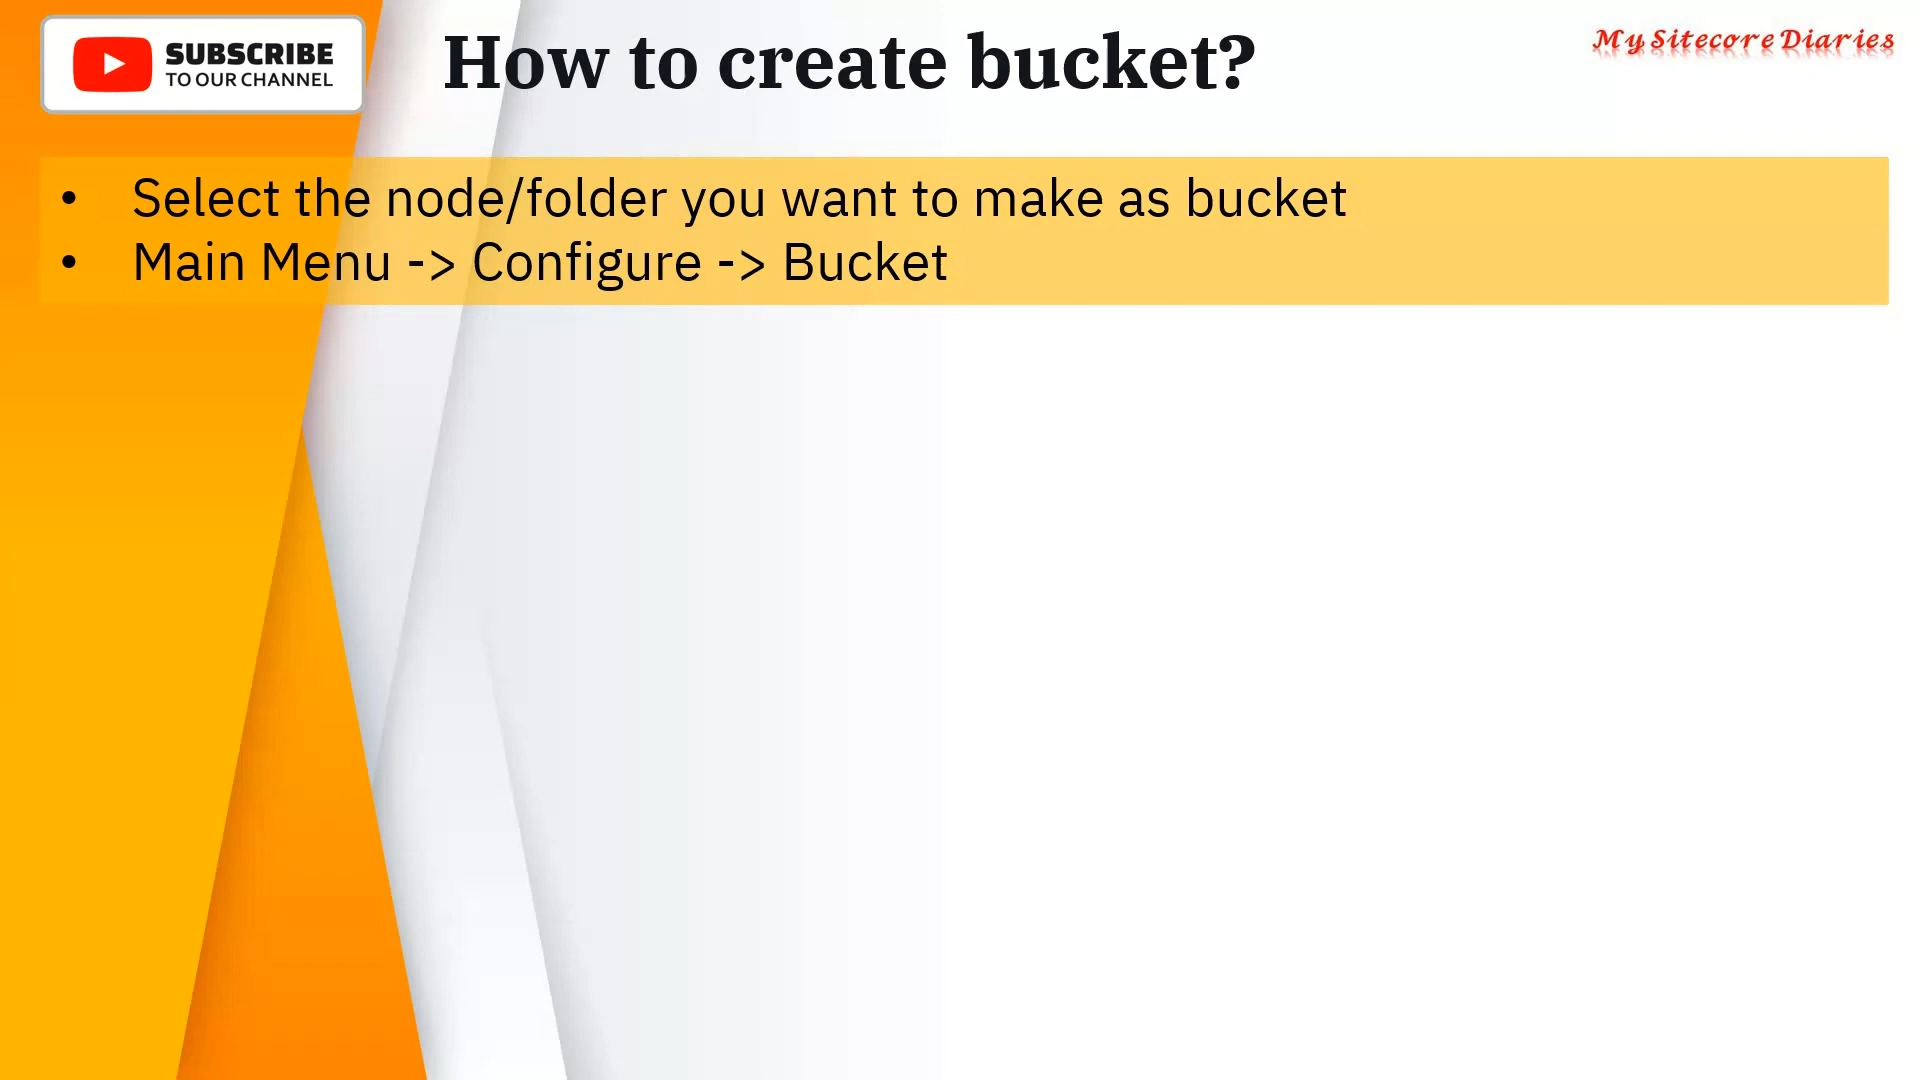 SUBSCRIBE
TO OUR CHANNEL
How to create bucket?
My Sitecore Diaries
• Select the node/folder you want to make as bucket
• Main Menu -> Configure -> Bucket